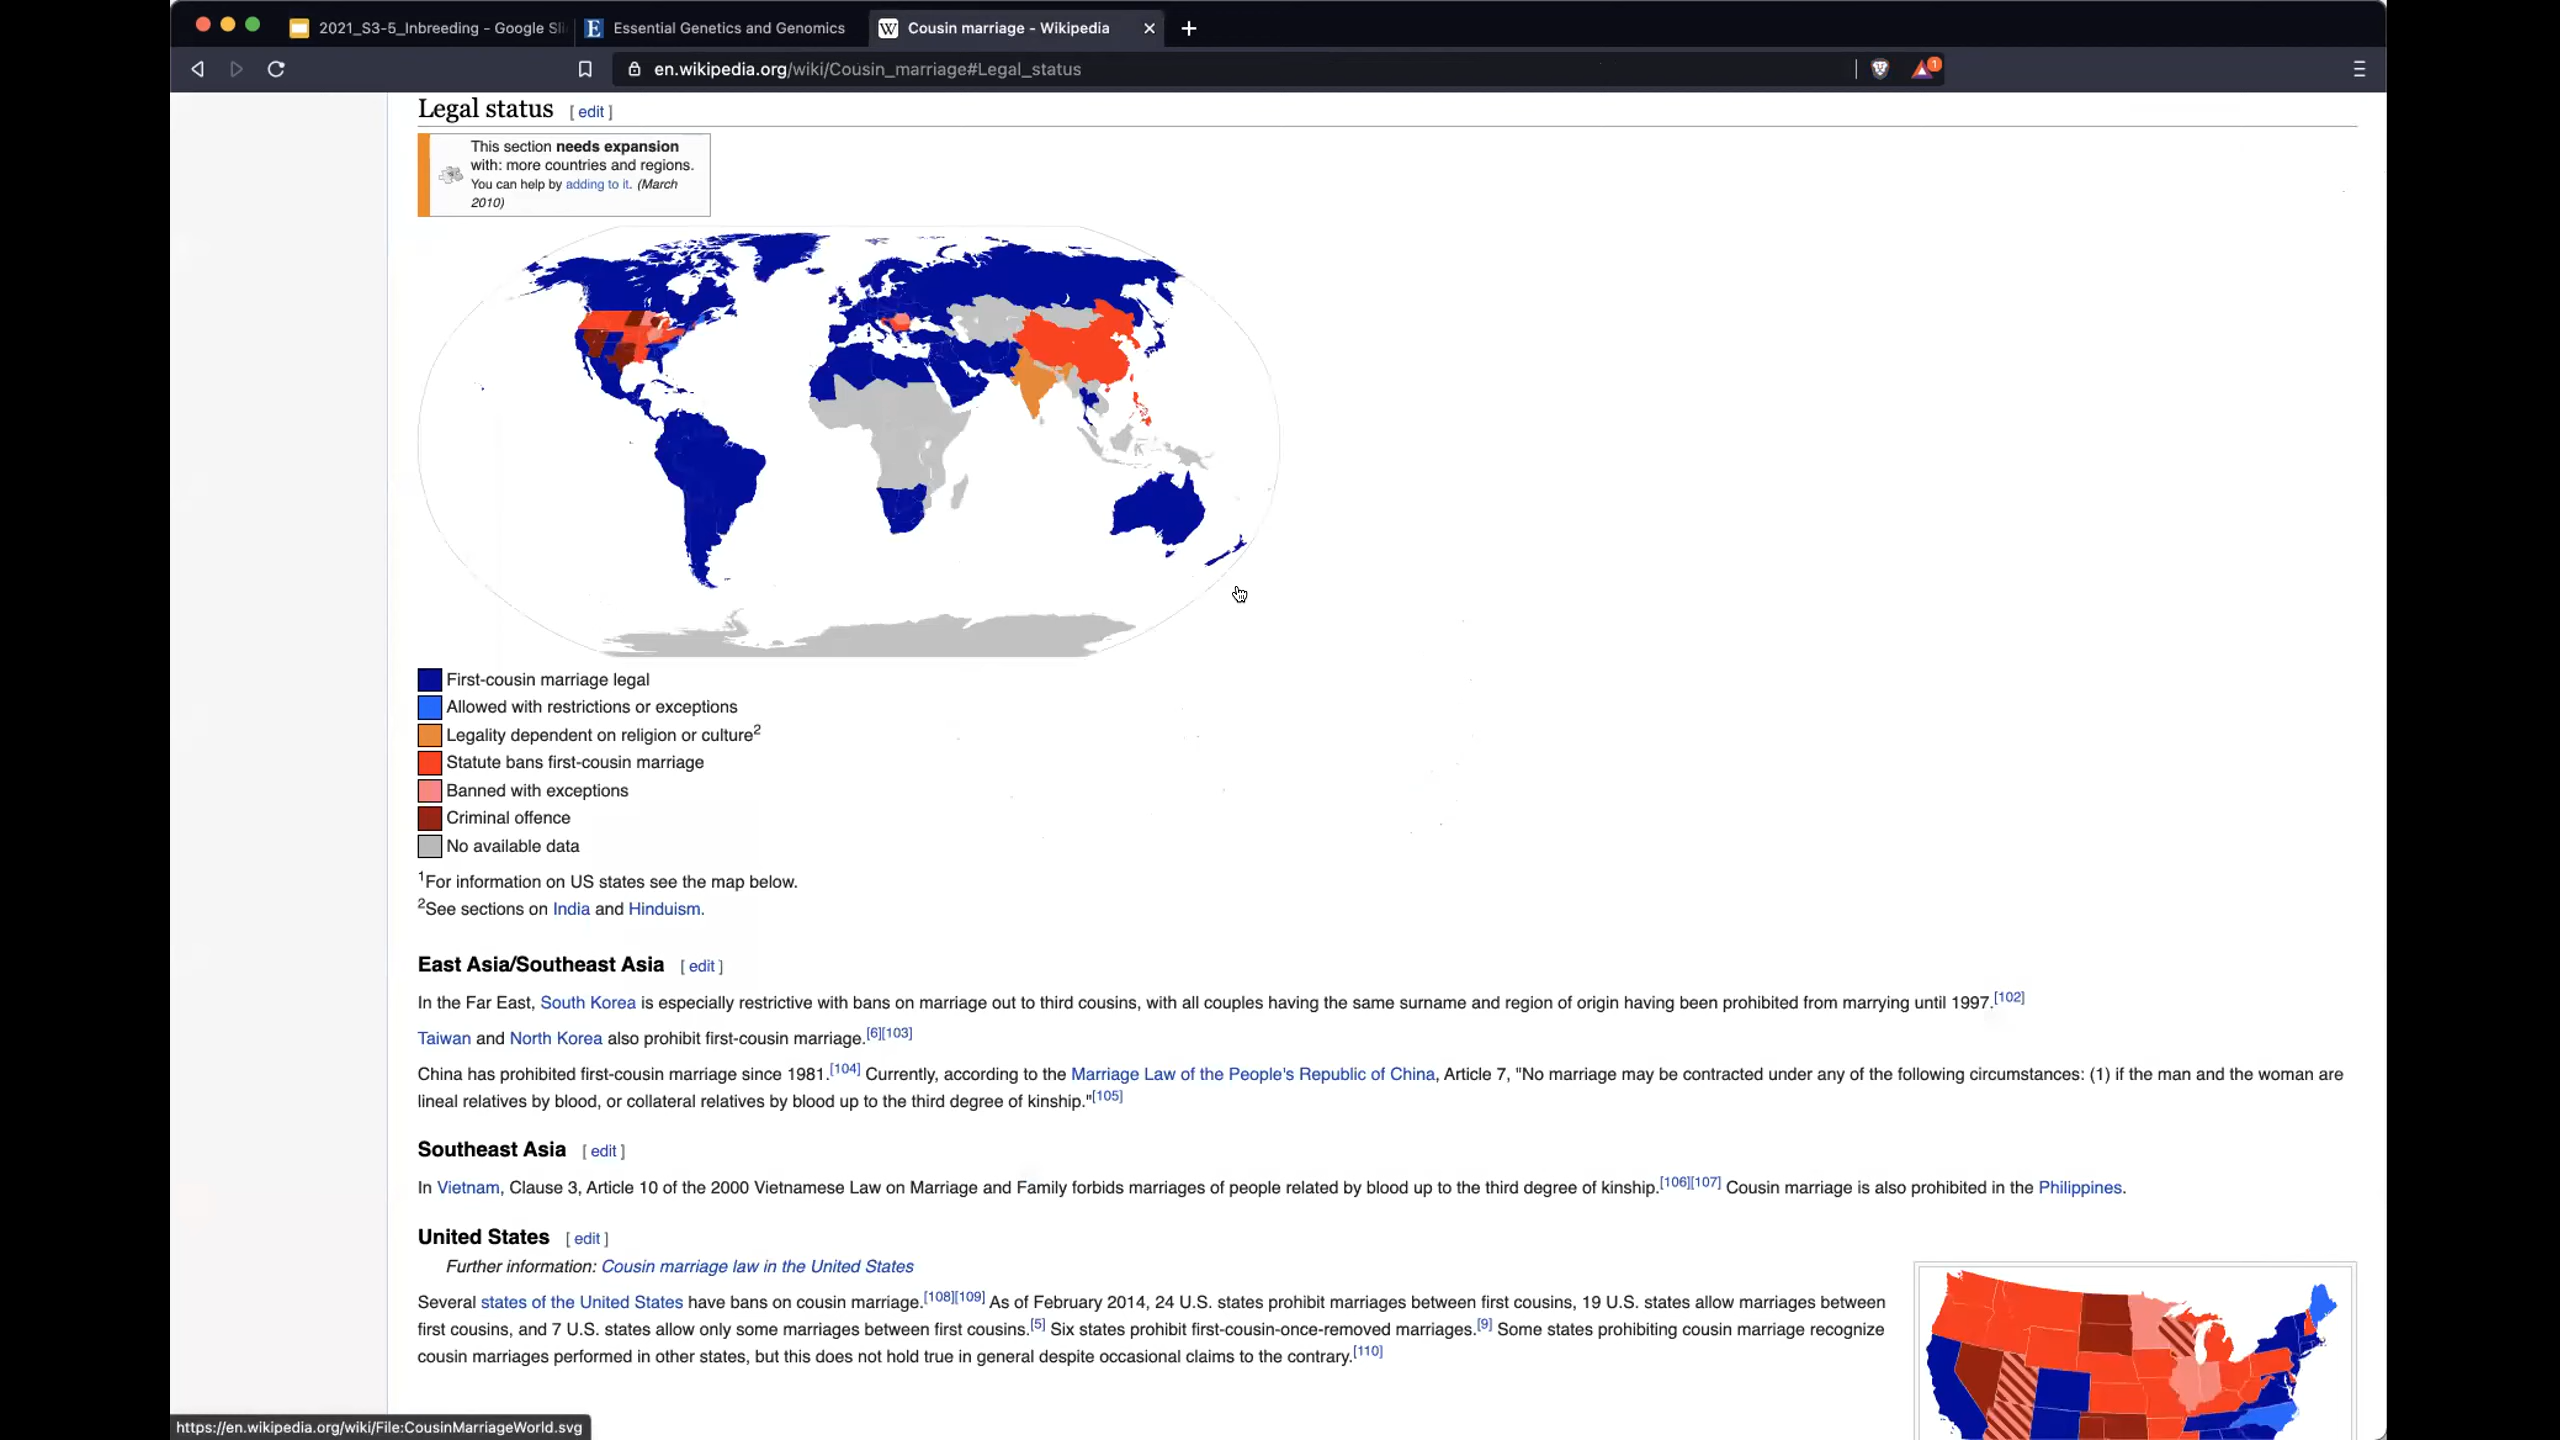 2021_S3-5_Inbreeding - Google Sli
Essential Genetics and Genomics
Cousin marriage - Wikipedia
en.wikipedia.org/wiki/Cousin_marriage#Legal_status
1
Legal status [ edit ]
This section needs expansion
with: more countries and regions.
You can help by adding to it. (March
2010)
First-cousin marriage legal
Allowed with restrictions or exceptions
Legality dependent on religion or culture2
Statute bans first-cousin marriage
Banned with exceptions
Criminal offence
No available data
1For information on US states see the map below.
2See sections on India and Hinduism.
East Asia/Southeast Asia [ edit ]
In the Far East, South Korea is especially restrictive with bans on marriage out to third cousins, with all couples having the same surname and region of origin having been prohibited from marrying until 1997.[102]
Taiwan and North Korea also prohibit first-cousin marriage.[6][103]
China has prohibited first-cousin marriage since 1981.[104] Currently, according to the Marriage Law of the People's Republic of China, Article 7, "No marriage may be contracted under any of the following circumstances: (1) if the man and the woman are
lineal relatives by blood, or collateral relatives by blood up to the third degree of kinship."[105]
Southeast Asia [ edit ]
In Vietnam, Clause 3, Article 10 of the 2000 Vietnamese Law on Marriage and Family forbids marriages of people related by blood up to the third degree of kinship.[106][107] Cousin marriage is also prohibited in the Philippines.
United States [ edit ]
Further information: Cousin marriage law in the United States
Several states of the United States have bans on cousin marriage.[108][109] As of February 2014, 24 U.S. states prohibit marriages between first cousins, 19 U.S. states allow marriages between
first cousins, and 7 U.S. states allow only some marriages between first cousins.[5] Six states prohibit first-cousin-once-removed marriages.[9] Some states prohibiting cousin marriage recognize
cousin marriages performed in other states, but this does not hold true in general despite occasional claims to the contrary.[110]
https://en.wikipedia.org/wiki/File:CousinMarriageWorld.svg